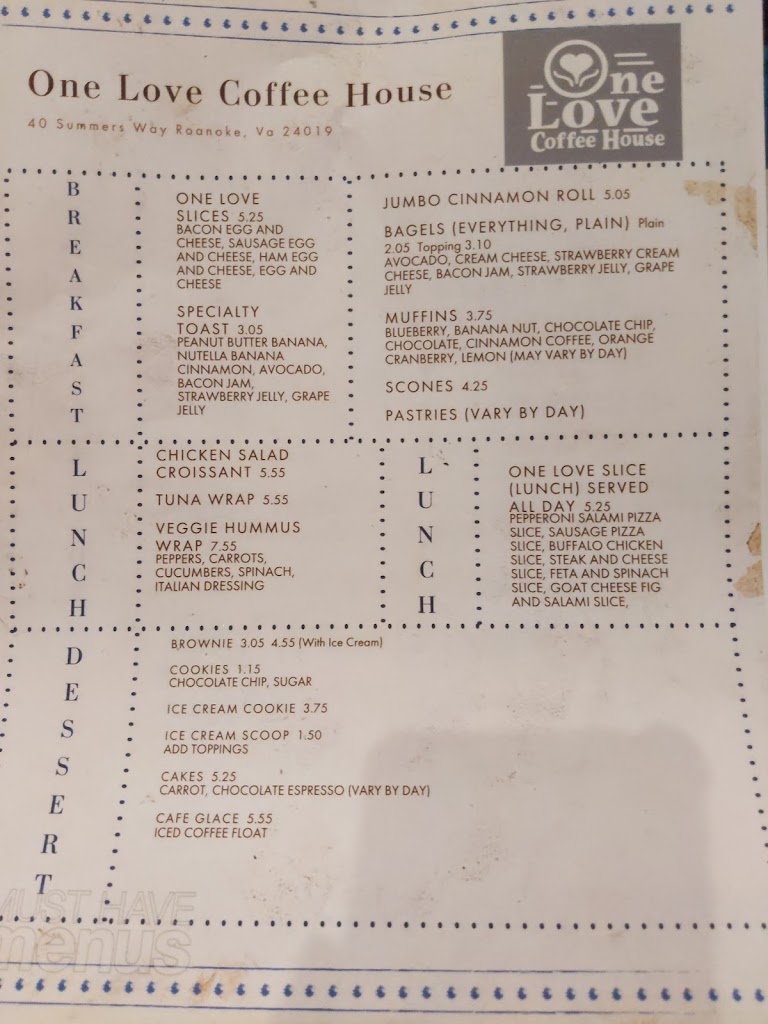 One Love Coffee House
40 Summers Way Roanoke, Va 24019
One
Love
Coffee House
BREAKFAST
ONE LOVE
SLICES 5.25
BACON EGG AND
CHEESE, SAUSAGE EGG
AND CHEESE, HAM EGG
AND CHEESE, EGG AND
CHEESE
SPECIALTY
TOAST 3.05
PEANUT BUTTER BANANA,
NUTELLA BANANA
CINNAMON, AVOCADO,
BACON JAM,
STRAWBERRY JELLY, GRAPE
JELLY
JUMBO CINNAMON ROLL 5.05
BAGELS (EVERYTHING, PLAIN) Plain
2.05 Topping 3.10
AVOCADO, CREAM CHEESE, STRAWBERRY CREAM
CHEESE, BACON JAM, STRAWBERRY JELLY, GRAPE
JELLY
MUFFINS 3.75
BLUEBERRY, BANANA NUT, CHOCOLATE CHIP,
CHOCOLATE, CINNAMON COFFEE, ORANGE
CRANBERRY, LEMON (MAY VARY BY DAY)
SCONES 4.25
PASTRIES (VARY BY DAY)
LUNCH
CHICKEN SALAD
CROISSANT 5.55
TUNA WRAP 5.55
VEGGIE HUMMUS
WRAP 7.55
PEPPERS, CARROTS,
CUCUMBERS, SPINACH,
ITALIAN DRESSING
LUNCH
ONE LOVE SLICE
(LUNCH) SERVED
ALL DAY 5.25
PEPPERONI SALAMI PIZZA
SLICE, SAUSAGE PIZZA
SLICE, BUFFALO CHICKEN
SLICE, STEAK AND CHEESE
SLICE, FETA AND SPINACH
SLICE, GOAT CHEESE FIG
AND SALAMI SLICE,
DESSERT
BROWNIE 3.05 4.55 (With Ice Cream)
COOKIES 1.15
CHOCOLATE CHIP, SUGAR
ICE CREAM COOKIE 3.75
ICE CREAM SCOOP 1.50
ADD TOPPINGS
CAKES 5.25
CARROT, CHOCOLATE ESPRESSO (VARY BY DAY)
CAFE GLACE 5.55
ICED COFFEE FLOAT
MUST HAVE
menus